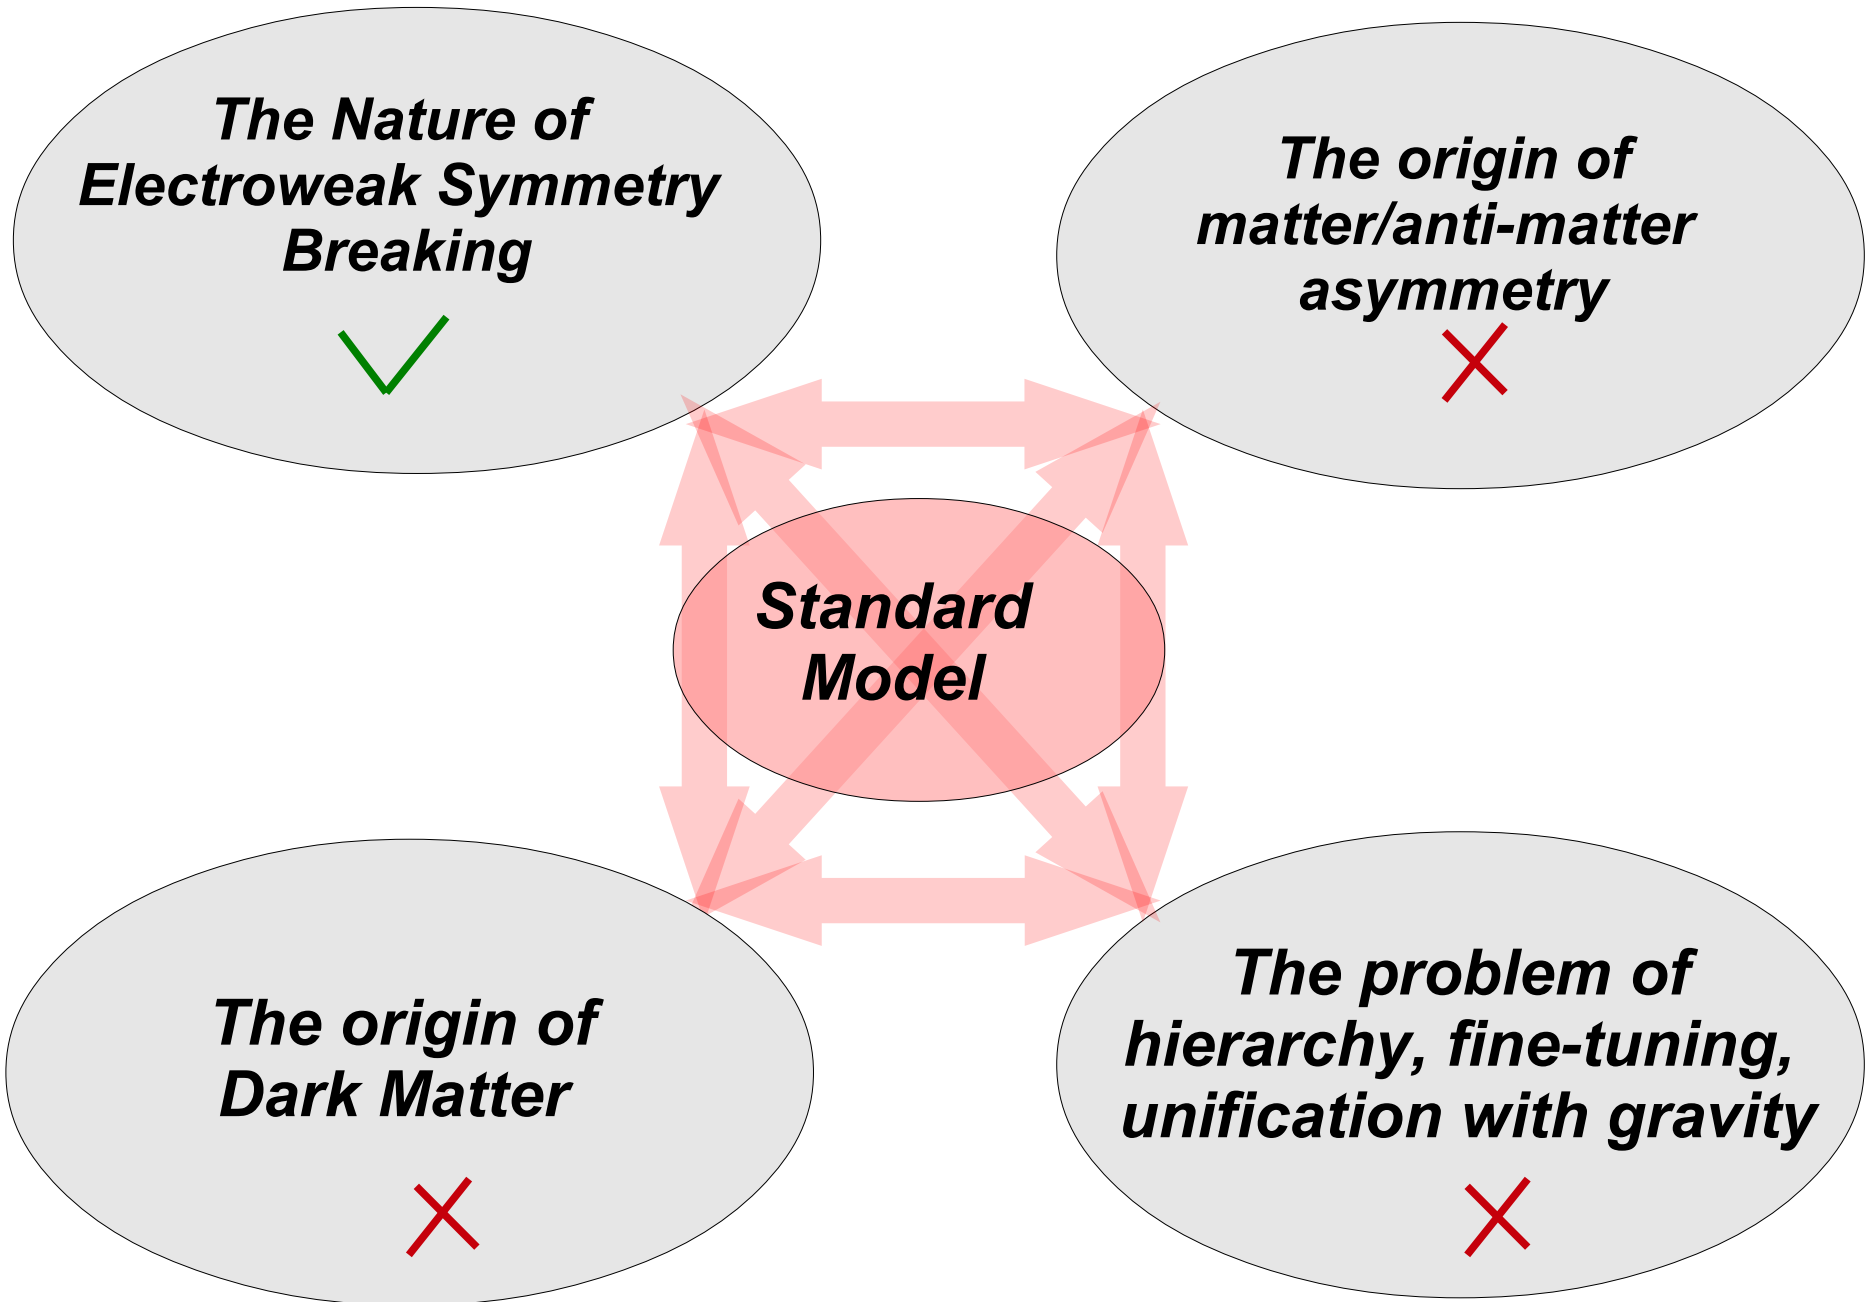 The Nature of
Electroweak Symmetry
Breaking
The origin of
matter/anti-matter
asymmetry
Standard
Model
The origin of
Dark Matter
The problem of
hierarchy, fine-tuning,
unification with gravity